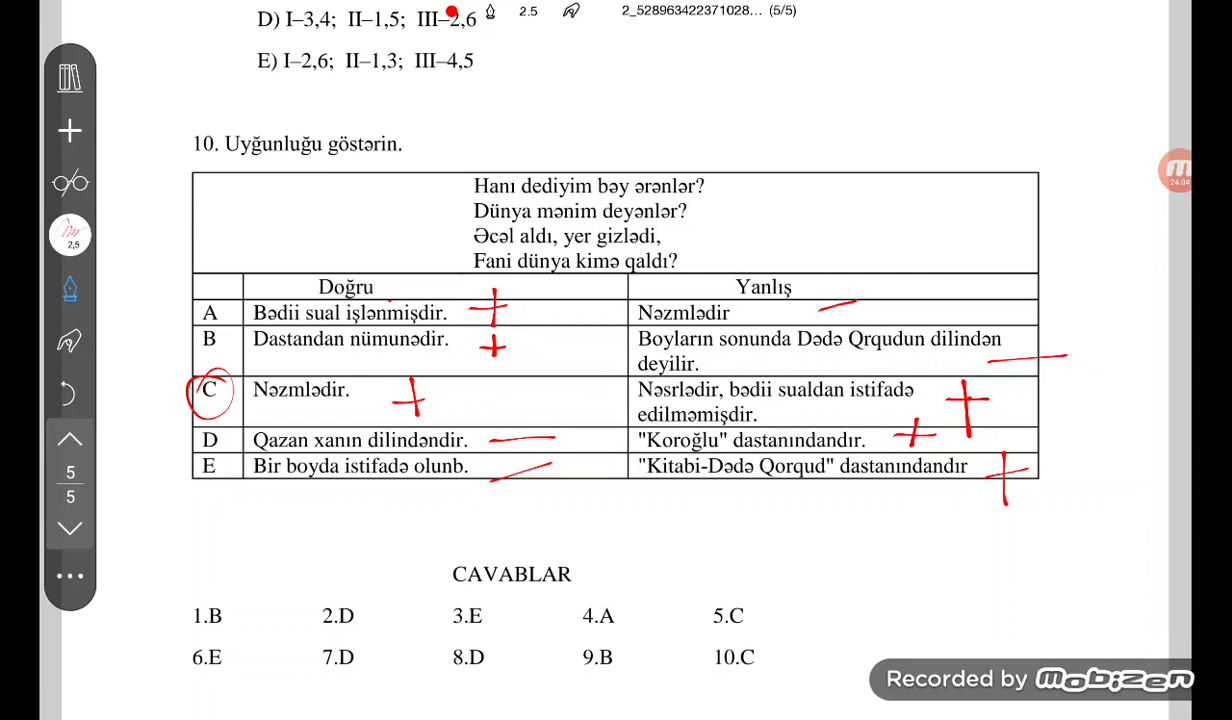 D) I–3,4; II–1,5; III–2,6
2.5
2_528963422371028... (5/5)
E) I–2,6; II–1,3; III–4,5
10. Uyğunluğu göstərin.
Hanı dediyim bəy ərənlər?
Dünya mənim deyənlər?
Əcəl aldı, yer gizlədi,
Fani dünya kimə qaldı?
Doğru Yanlış
A Bədii sual işlənmişdir. Nəzmlədir
B Dastandan nümunədir. Boyların sonunda Dədə Qrqudun dilindən
deyilir.
C Nəzmlədir. Nəsrlədir, bədii sualdan istifadə
edilməmişdir.
D Qazan xanın dilindəndir. "Koroğlu" dastanındandır.
E Bir boyda istifadə olunb. "Kitabi-Dədə Qorqud" dastanındandır
CAVABLAR
1.B 2.D 3.E 4.A 5.C
6.E 7.D 8.D 9.B 10.C
2,5
5
5
24:04
Recorded by mobizen